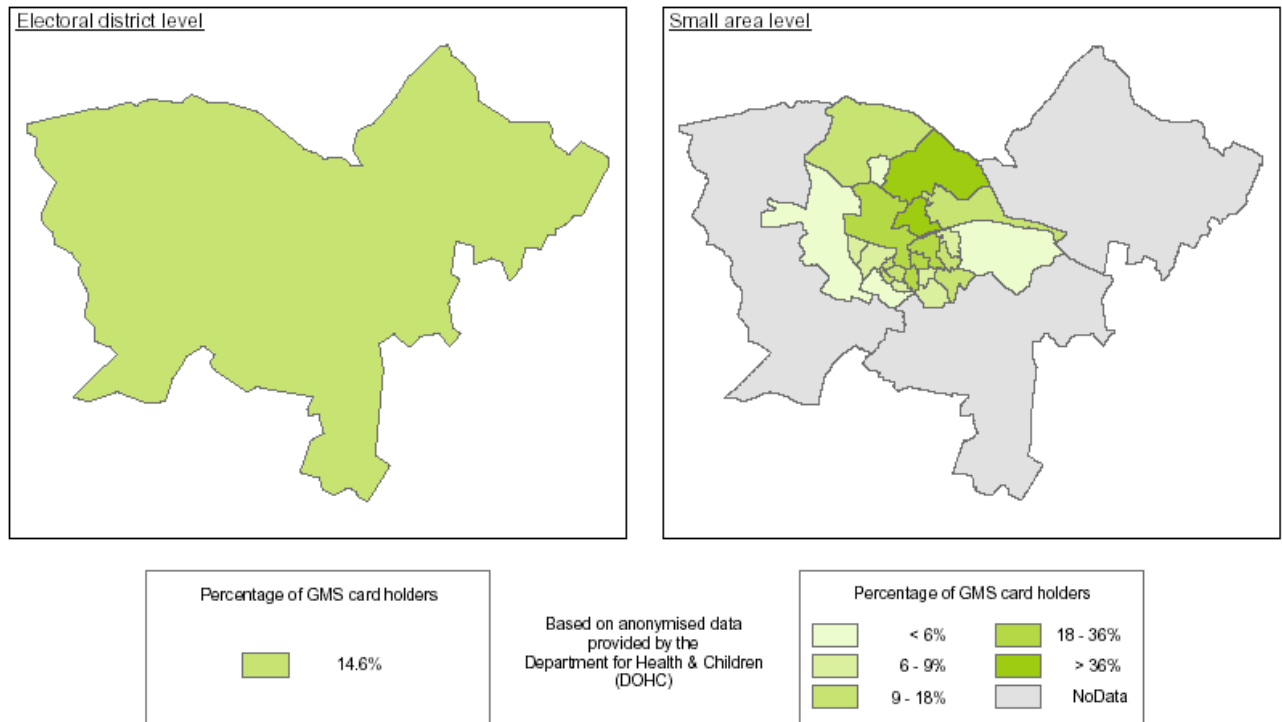 Electoral district level
Small area level
Percentage of GMS card holders
14.6%
Based on anonymised data
provided by the
Department for Health & Children
(DOHC)
Percentage of GMS card holders
< 6%
18 - 36%
6 - 9%
> 36%
9 - 18%
NoData